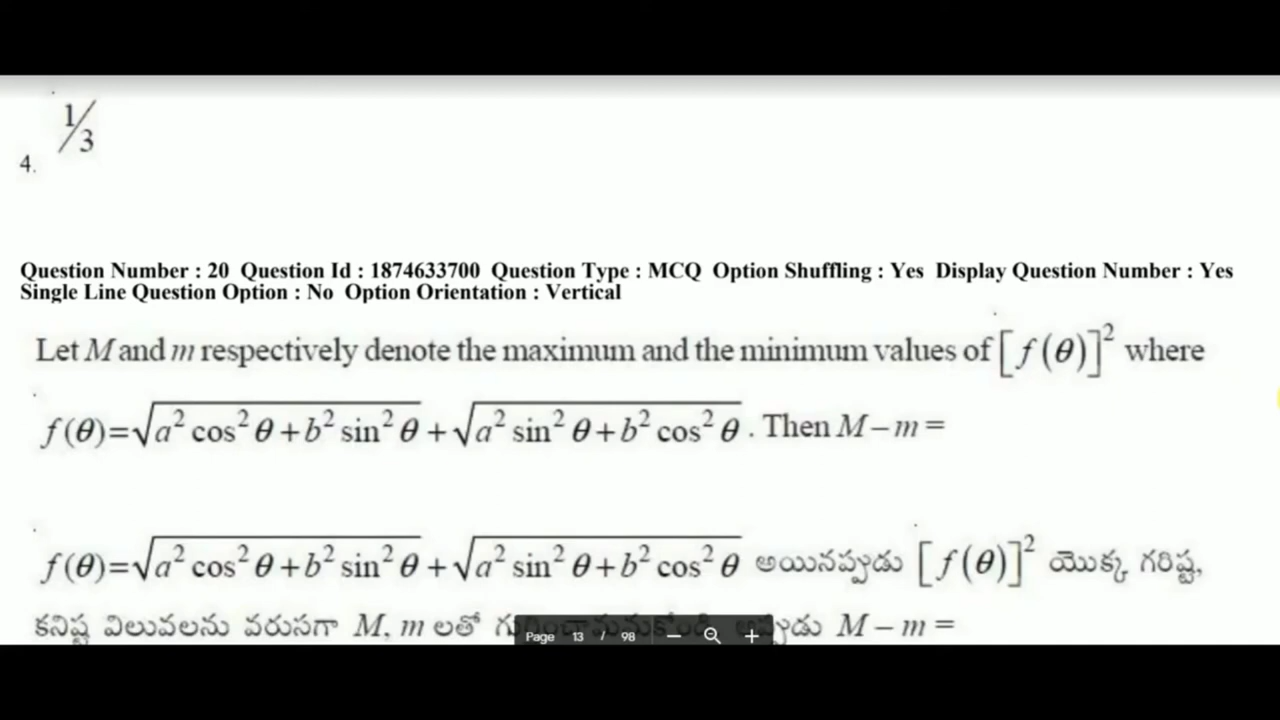 1/3
4.
Question Number : 20 Question Id : 1874633700 Question Type : MCQ Option Shuffling : Yes Display Question Number : Yes
Single Line Question Option : No Option Orientation : Vertical
Let M and m respectively denote the maximum and the minimum values of [f(θ)]² where
f(θ)=√(a² cos² θ + b² sin² θ) + √(a² sin² θ + b² cos² θ) . Then M – m =
f(θ)=√(a² cos² θ + b² sin² θ) + √(a² sin² θ + b² cos² θ) అయినప్పుడు [f(θ)]² యొక్క గరిష్ట,
కనిష్ట విలువలను వరుసగా M, m లతో M – m =
Page 13 / 98